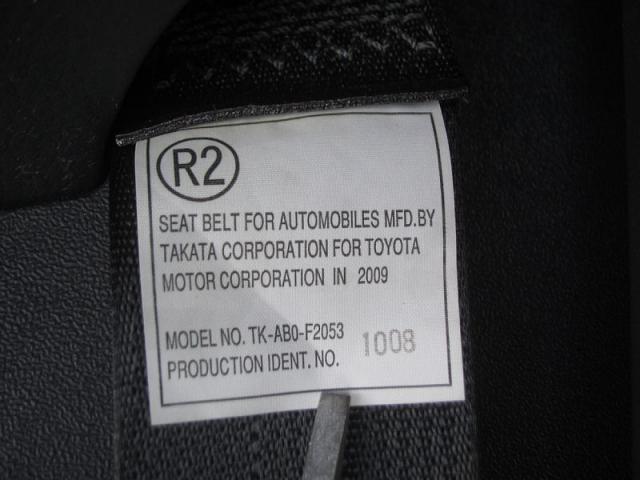 R2
SEAT BELT FOR AUTOMOBILES MFD.BY
TAKATA CORPORATION FOR TOYOTA
MOTOR CORPORATION IN 2009
MODEL NO. TK-AB0-F2053
PRODUCTION IDENT. NO. 1008